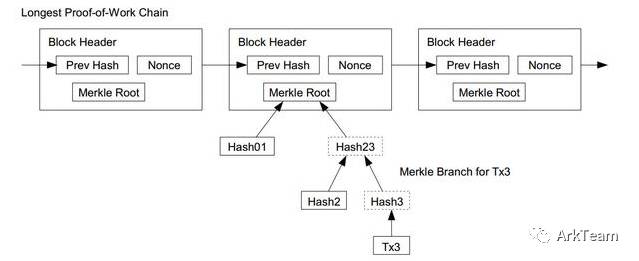 Longest Proof-of-Work Chain
Block Header
Prev Hash
Nonce
Merkle Root
Block Header
Prev Hash
Nonce
Merkle Root
Block Header
Prev Hash
Nonce
Merkle Root
Hash01
Hash23
Merkle Branch for Tx3
Hash2
Hash3
Tx3
ArkTeam